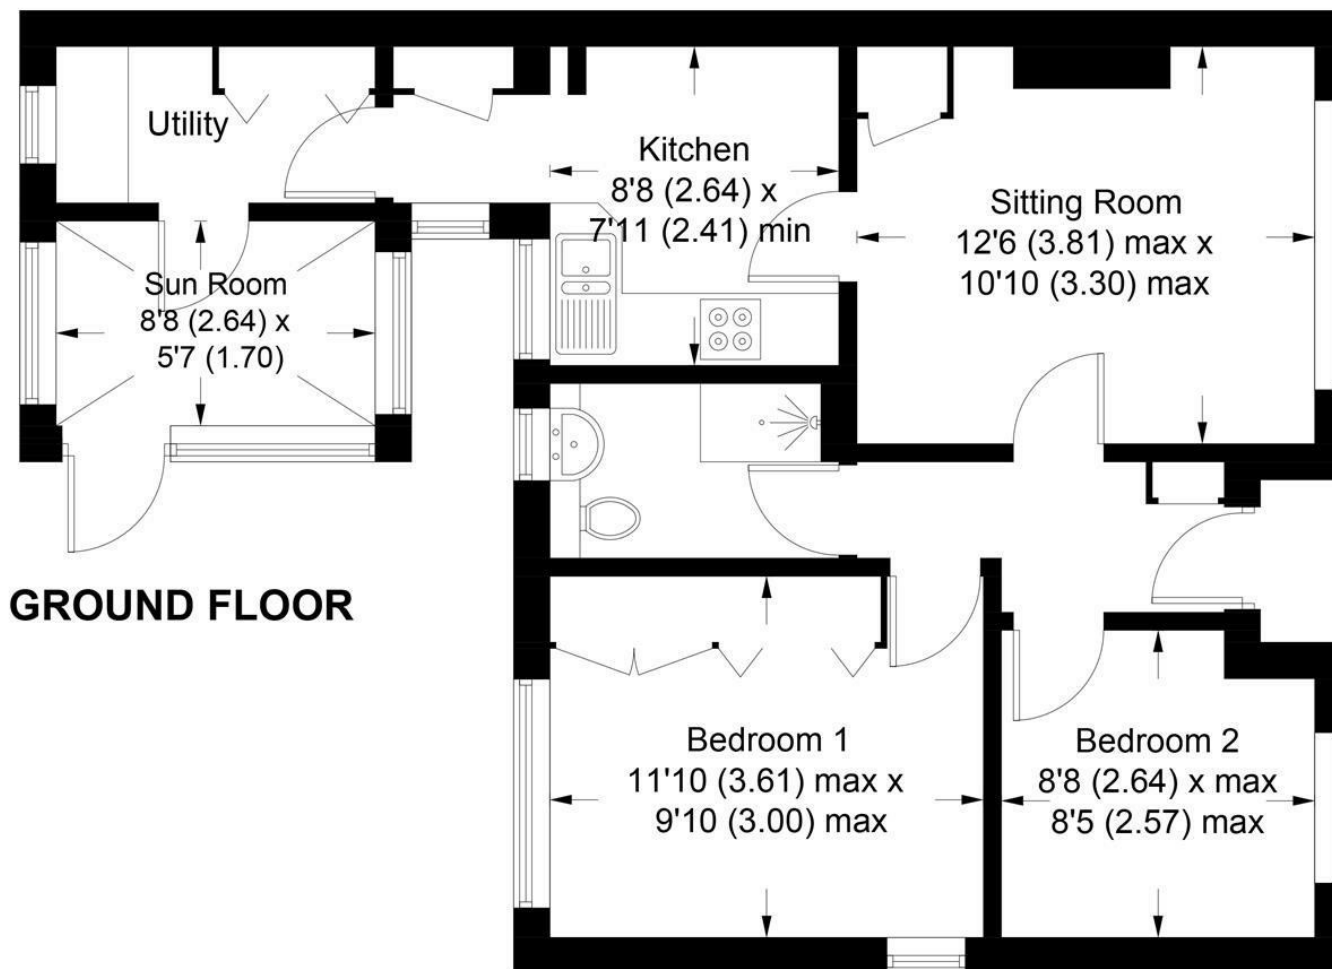 Utility
Kitchen
8'8 (2.64) x
7'11 (2.41) min
Sitting Room
12'6 (3.81) max x
10'10 (3.30) max
Sun Room
8'8 (2.64) x
5'7 (1.70)
GROUND FLOOR
Bedroom 1
11'10 (3.61) max x
9'10 (3.00) max
Bedroom 2
8'8 (2.64) x max
8'5 (2.57) max